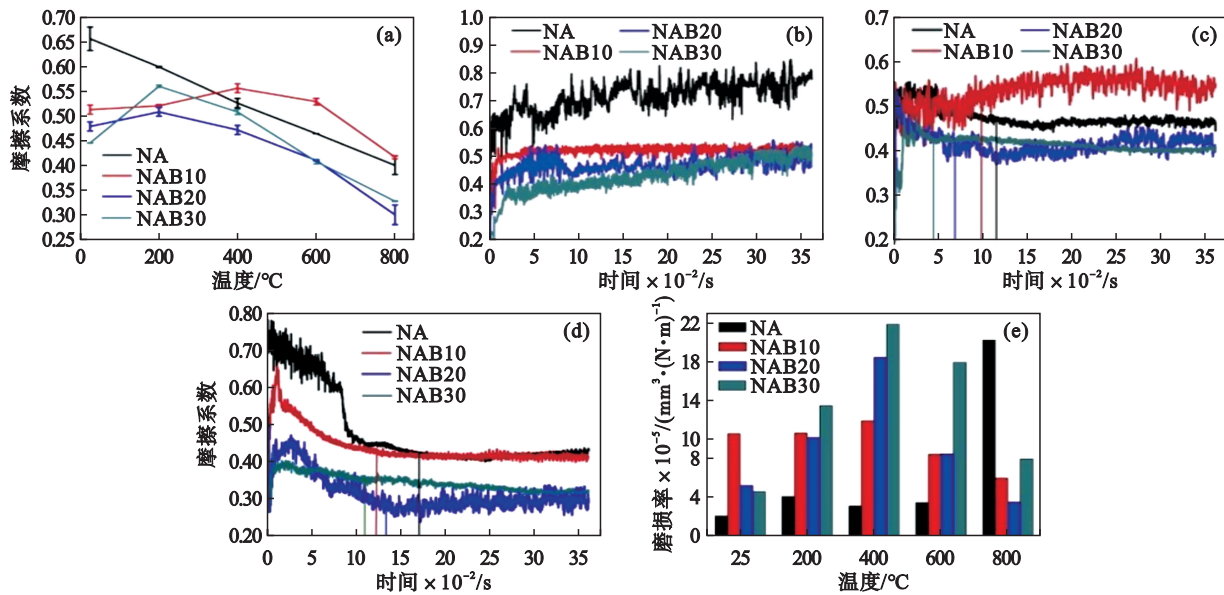 (a)
摩擦系数
0.70
0.65
0.60
0.55
0.50
0.45
0.40
0.35
0.30
0.25
NA
NAB10
NAB20
NAB30
200 400 600 800
温度/℃
(b)
NA NAB20
NAB10 NAB30
1.0
0.9
0.8
0.7
0.6
0.5
0.4
0.3
0.2
0 5 10 15 20 25 30 35
时间×10⁻²/s
(c)
NA NAB20
NAB10 NAB30
0.7
0.6
0.5
0.4
0.3
0.2
0 5 10 15 20 25 30 35
时间×10⁻²/s
(d)
摩擦系数
0.80
0.70
0.60
0.50
0.40
0.30
0.20
NA
NAB10
NAB20
NAB30
0 5 10 15 20 25 30 35
时间×10⁻²/s
(e)
磨损率×10⁻⁵/(mm³·(N·m)⁻¹)
22
18
14
10
8
4
0
NA
NAB10
NAB20
NAB30
25 200 400 600 800
温度/℃